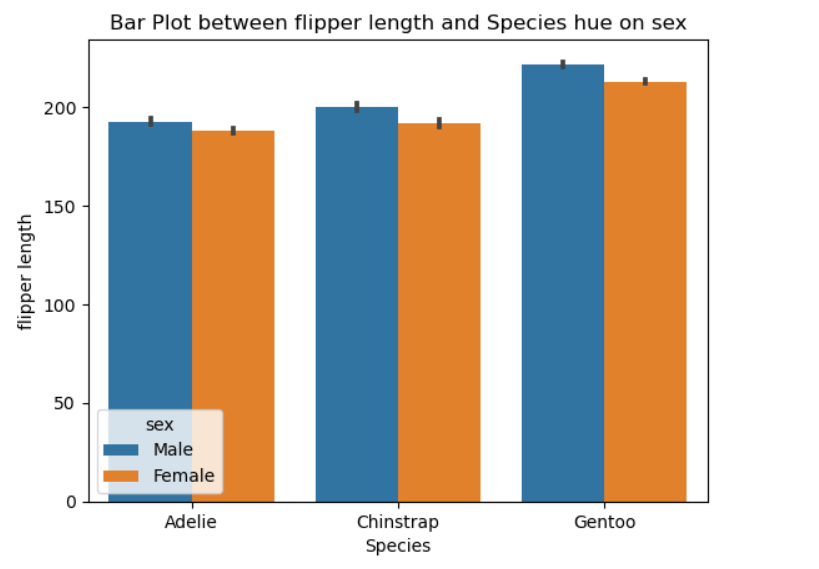 Bar Plot between flipper length and Species hue on sex
200
150
100
50
0
flipper length
sex
Male
Female
Adelie
Chinstrap
Gentoo
Species